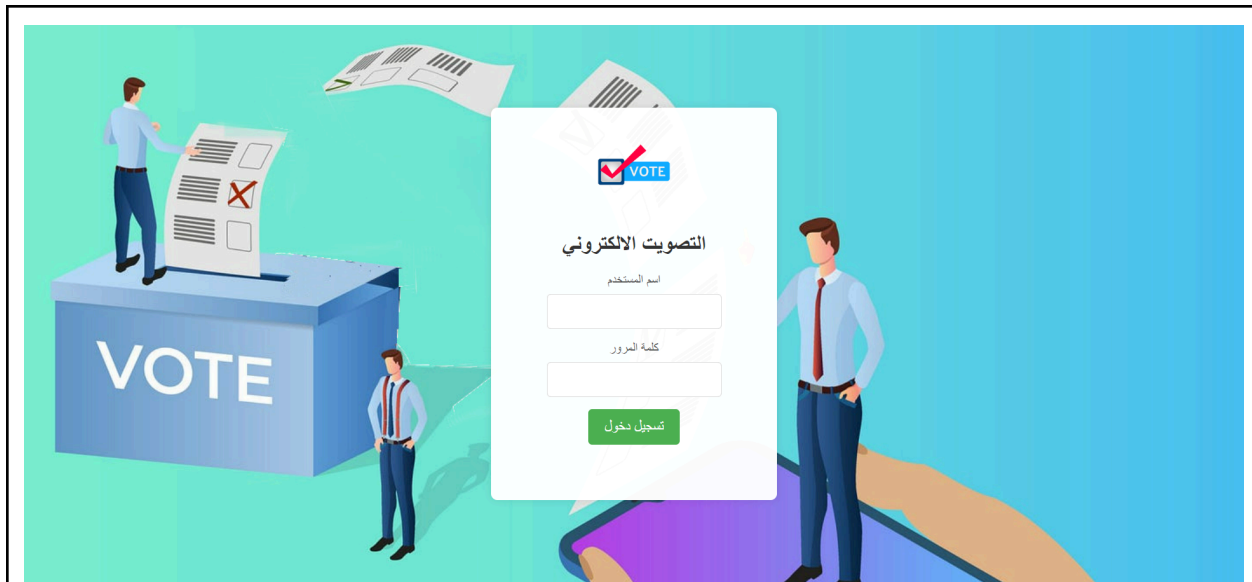 VOTE
التصويت الالكتروني
اسم المستخدم
كلمة المرور
تسجيل دخول
VOTE